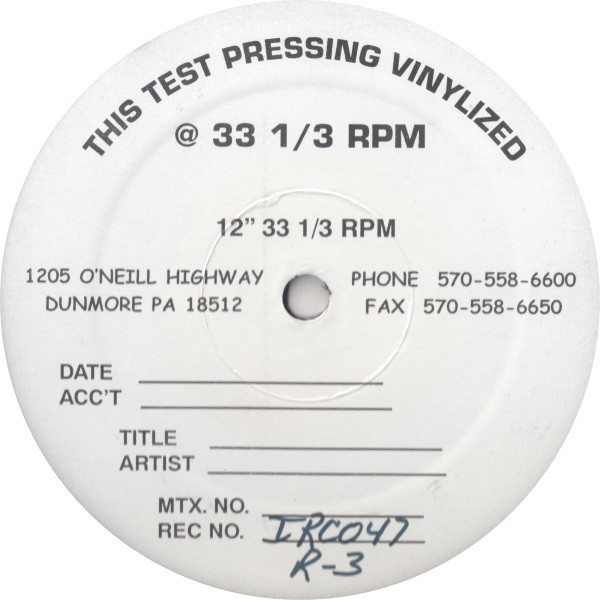 THIS TEST PRESSING VINYLIZED
@ 33 1/3 RPM
12” 33 1/3 RPM
1205 O'NEILL HIGHWAY
DUNMORE PA 18512
PHONE 570-558-6600
FAX 570-558-6650
DATE
ACC'T
TITLE
ARTIST
MTX. NO.
REC NO. IRC047
R-3